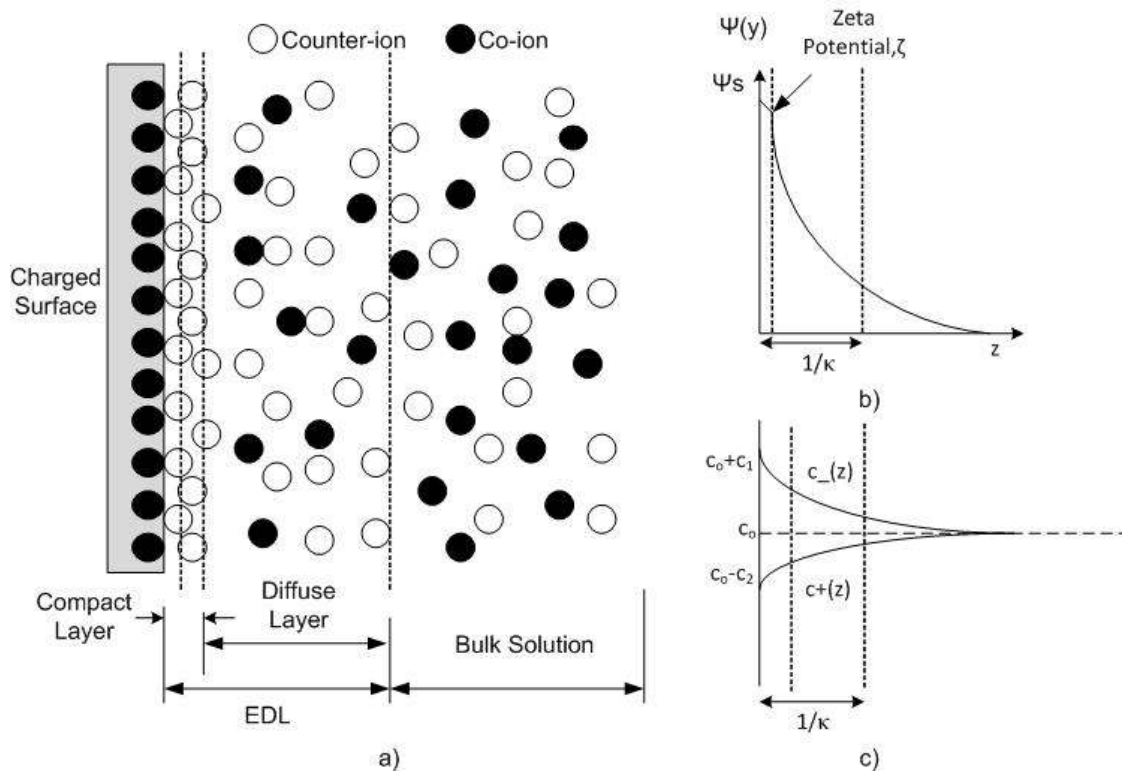 Counter-ion
Co-ion
Charged
Surface
Compact
Layer
Diffuse
Layer
Bulk Solution
EDL
a)
Ψ(y)
Zeta
Potential,ζ
Ψs
z
1/κ
b)
c₀+c₁
c_(z)
c₀
c₀-c₂
c+(z)
1/κ
c)